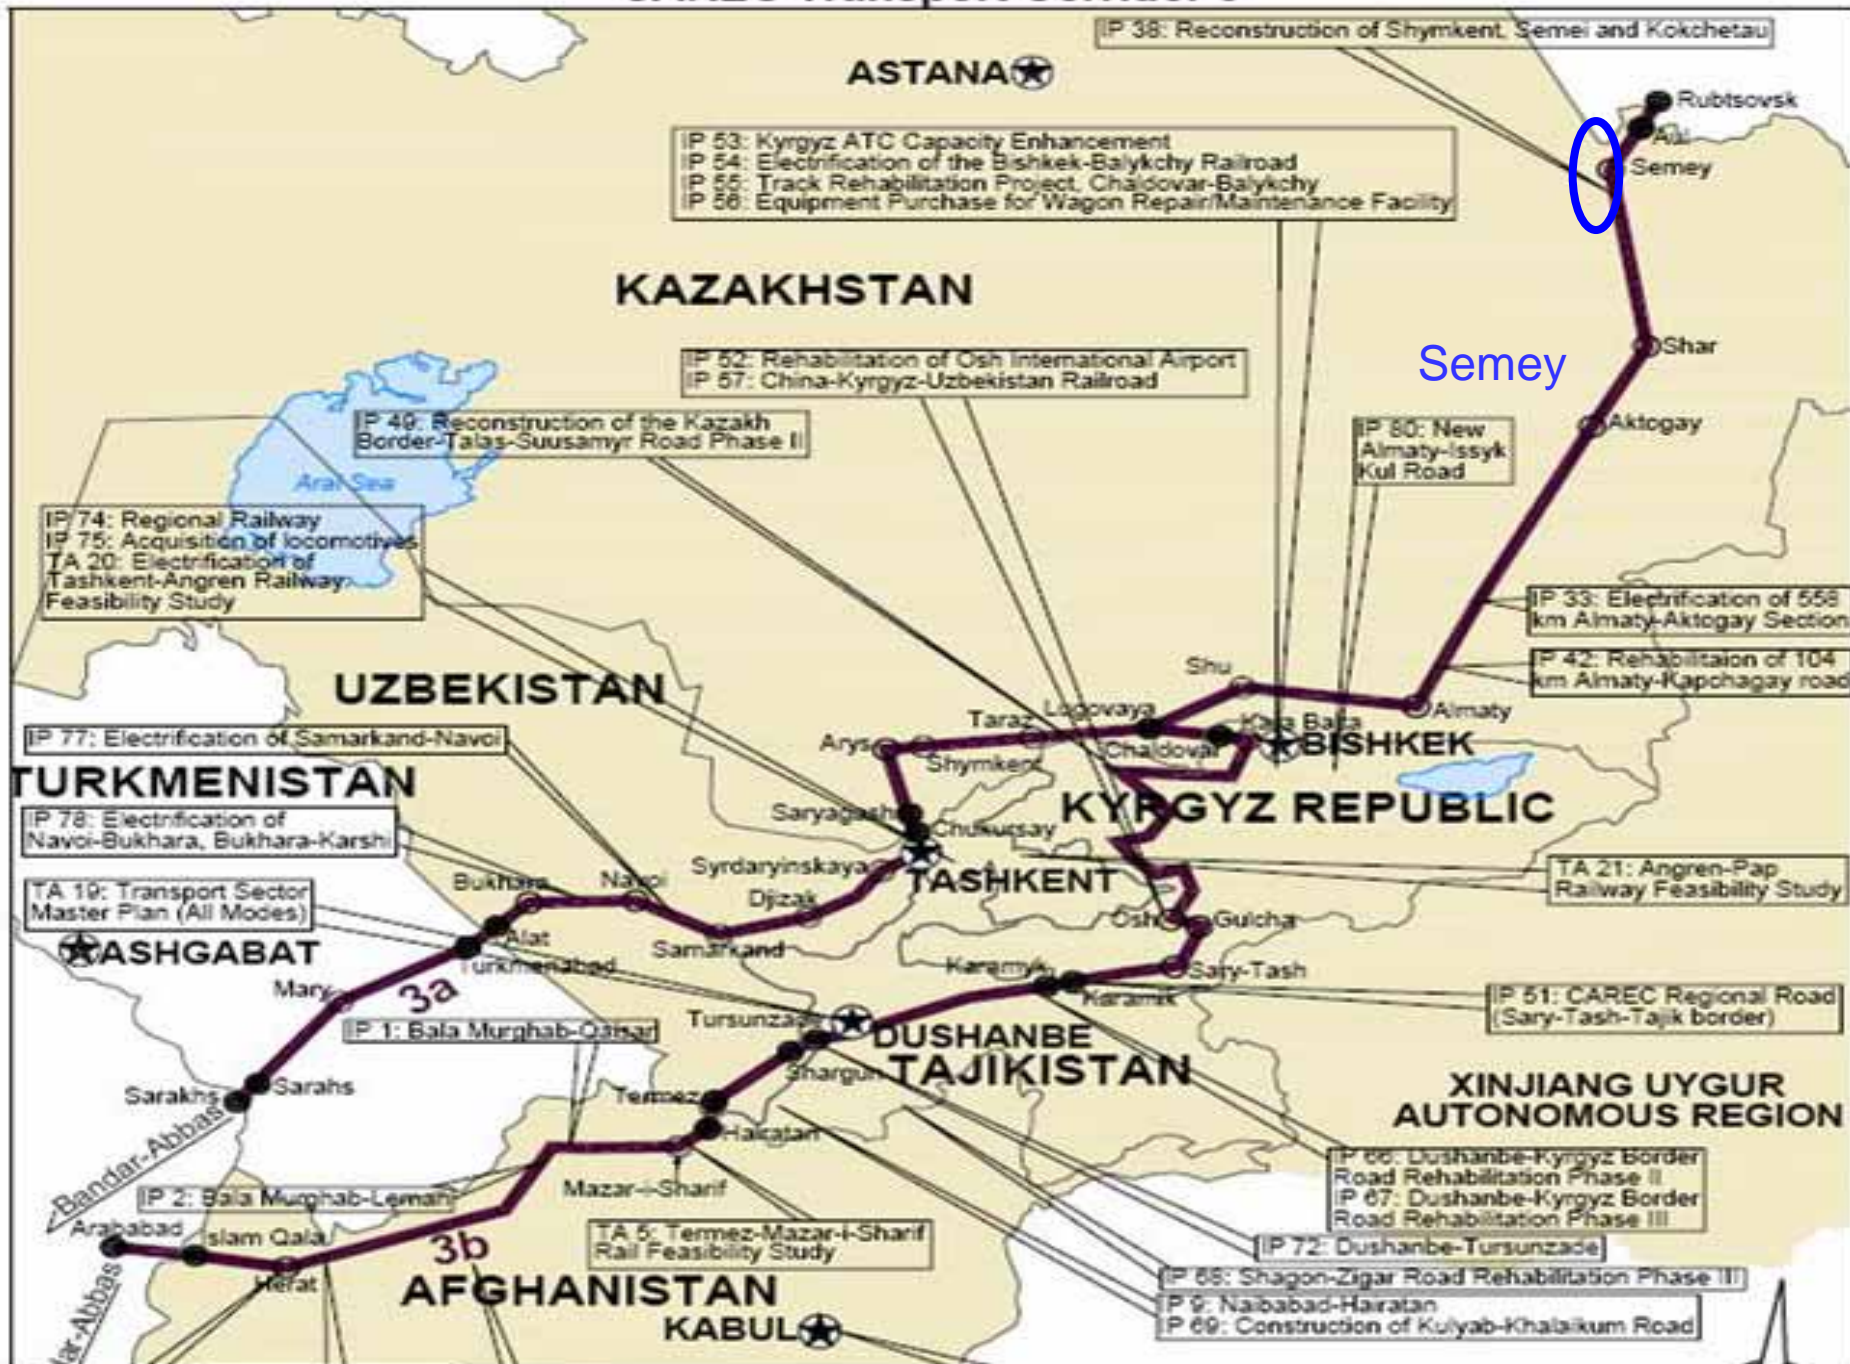 IP 38: Reconstruction of Shymkent, Semei and Kokchetau
ASTANA
Rubtsovsk
Aul
IP 53: Kyrgyz ATC Capacity Enhancement
IP 54: Electrification of the Bishkek-Balykchy Railroad
IP 55: Track Rehabilitation Project, Chaldovar-Balykchy
IP 56: Equipment Purchase for Wagon Repair/Maintenance Facility
Semey
KAZAKHSTAN
Shar
Semey
IP 52: Rehabilitation of Osh International Airport
IP 57: China-Kyrgyz-Uzbekistan Railroad
IP 49: Reconstruction of the Kazakh
Border-Talas-Suusamyr Road Phase II
Aktogay
IP 80: New
Almaty-Issyk
Kul Road
Aral Sea
IP 74: Regional Railway
IP 75: Acquisition of locomotives
TA 20: Electrification of
Tashkent-Angren Railway
Feasibility Study
IP 33: Electrification of 558
km Almaty-Aktogay Section
IP 42: Rehabilitaion of 104
km Almaty-Kapchagay road
UZBEKISTAN
Shu
Almaty
Lugovaya
Taraz
Kara Balta
IP 77: Electrification of Samarkand-Navoi
Arys
Shymkent
Chaldovar
BISHKEK
TURKMENISTAN
KYRGYZ REPUBLIC
IP 78: Electrification of
Navoi-Bukhara, Bukhara-Karshi
Saryagash
Chukursay
Syrdaryinskaya
TASHKENT
TA 21: Angren-Pap
Railway Feasibility Study
TA 19: Transport Sector
Master Plan (All Modes)
Bukhara
Navoi
Djizak
Osh
Gulcha
ASHGABAT
Alat
Samarkand
Turkmenabad
Karamyk
Sary-Tash
Mary
3a
Karamik
IP 51: CAREC Regional Road
(Sary-Tash-Tajik border)
IP 1: Bala Murghab-Qaisar
Tursunzade
DUSHANBE
Shargun
TAJIKISTAN
Sarakhs
Sarahs
Termez
XINJIANG UYGUR
AUTONOMOUS REGION
Hairatan
Bandar-Abbas
IP 66: Dushanbe-Kyrgyz Border
Road Rehabilitation Phase II
IP 67: Dushanbe-Kyrgyz Border
Road Rehabilitation Phase III
IP 2: Bala Murghab-Leman
Mazar-i-Sharif
Arababad
Islam Qala
3b
TA 5: Termez-Mazar-i-Sharif
Rail Feasibility Study
IP 72: Dushanbe-Tursunzade
Herat
IP 68: Shagon-Zigar Road Rehabilitation Phase III
AFGHANISTAN
IP 9: Naibabad-Hairatan
IP 69: Construction of Kulyab-Khalaikum Road
KABUL